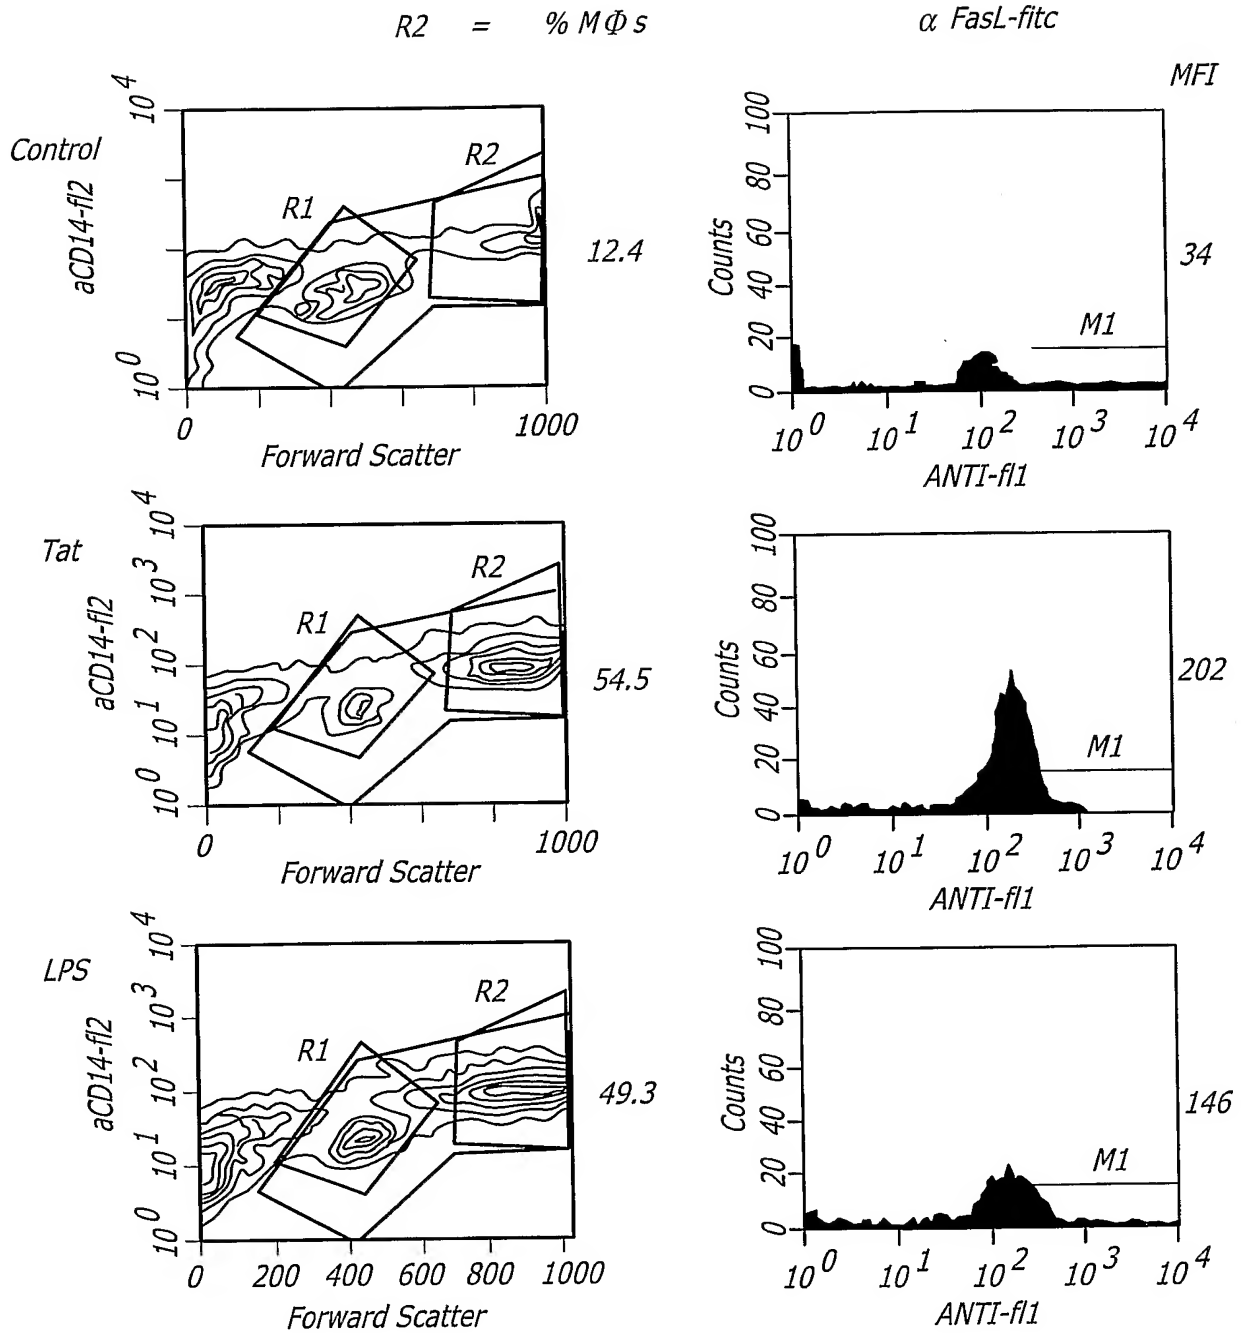 R2 = % MΦs
α FasL-fitc
MFI
Control
aCD14-fl2
10^4
10^0
R1
R2
0
1000
Forward Scatter
12.4
Counts
100
80
60
40
20
0
M1
10^0 10^1 10^2 10^3 10^4
ANTI-fl1
34
Tat
aCD14-fl2
10^4
10^3
10^2
10^1
10^0
R1
R2
0
1000
Forward Scatter
54.5
Counts
100
80
60
40
20
0
M1
10^0 10^1 10^2 10^3 10^4
ANTI-fl1
202
LPS
aCD14-fl2
10^4
10^3
10^2
10^1
10^0
R1
R2
0 200 400 600 800 1000
Forward Scatter
49.3
Counts
100
80
60
40
20
0
M1
10^0 10^1 10^2 10^3 10^4
ANTI-fl1
146